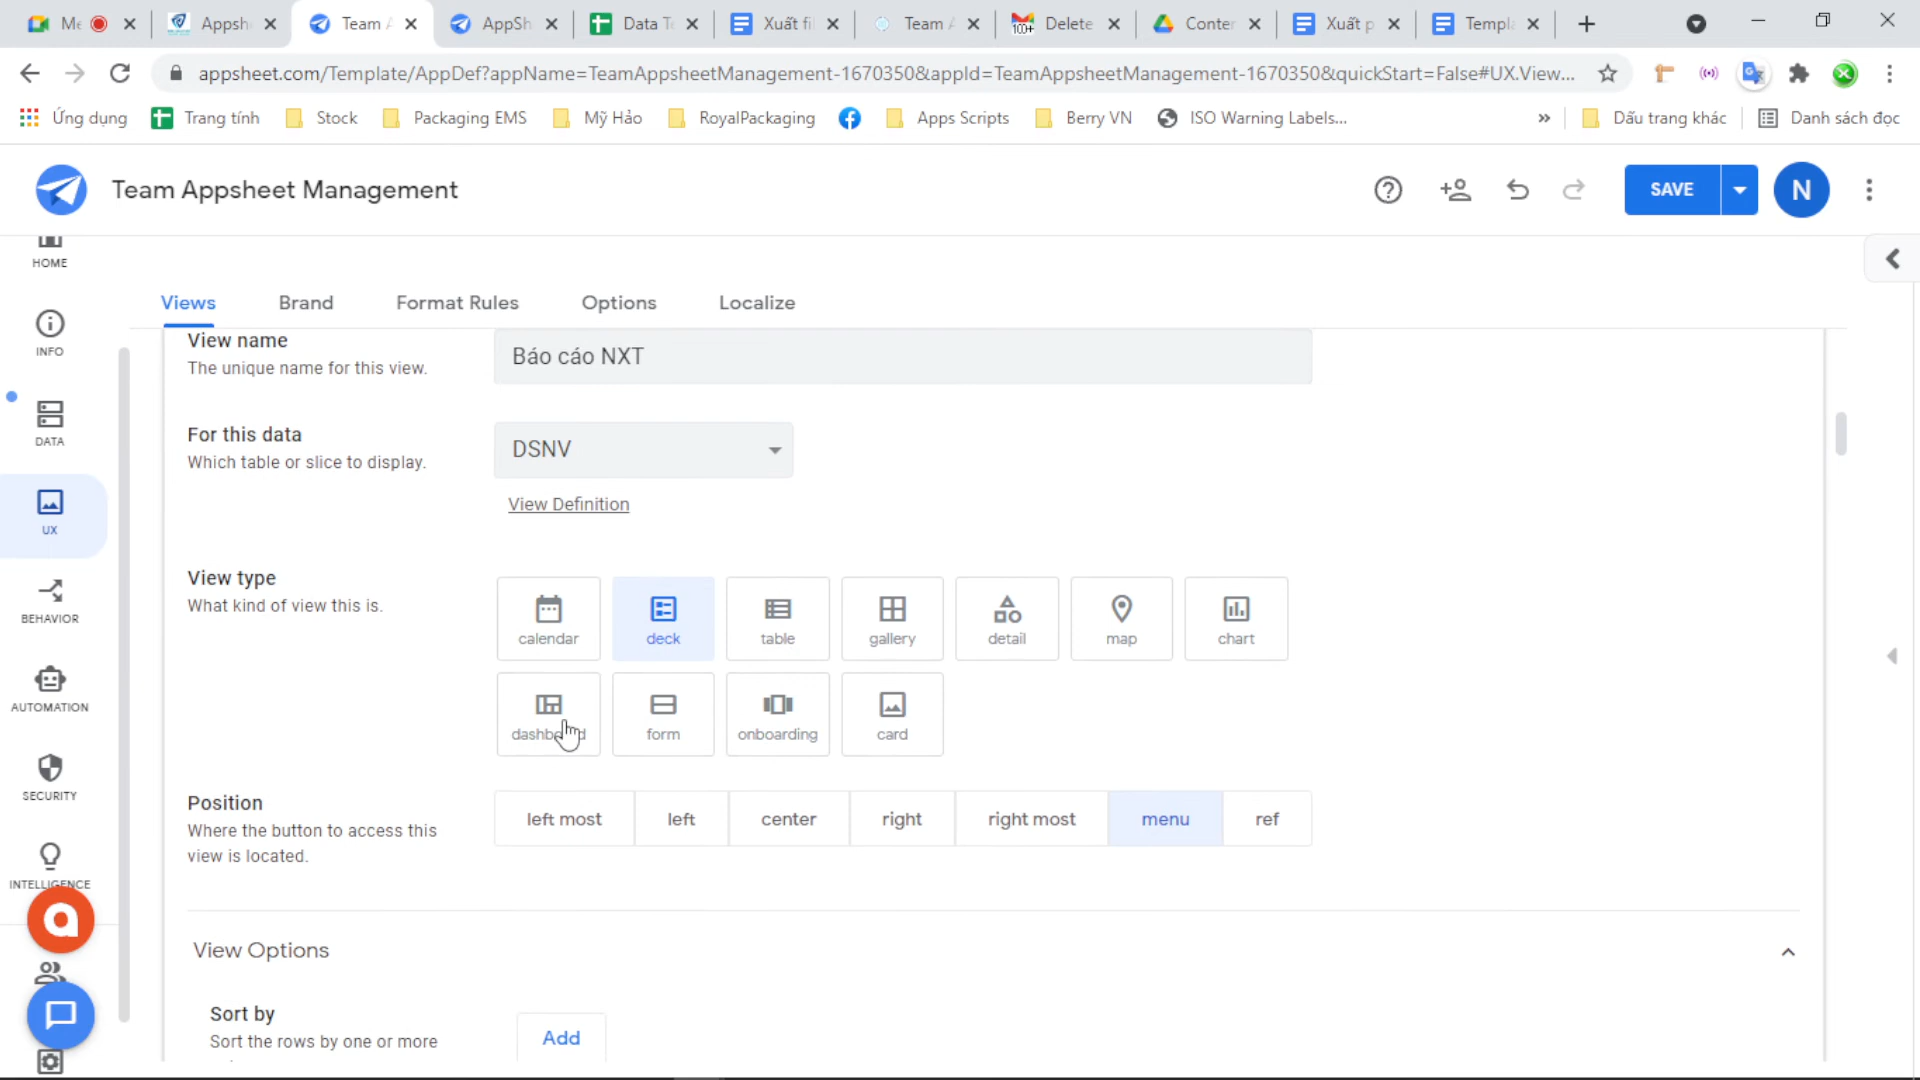 Me
Appsh
Team A
AppSh
Data Te
Xuất fi
Team A
100+
Delete
Conter
Xuất p
Templa
appsheet.com/Template/AppDef?appName=TeamAppsheetManagement-1670350&appId=TeamAppsheetManagement-1670350&quickStart=False#UX.View...
Ứng dụng
Trang tính
Stock
Packaging EMS
Mỹ Hảo
RoyalPackaging
Apps Scripts
Berry VN
ISO Warning Labels...
»
Dấu trang khác
Danh sách đọc
Team Appsheet Management
SAVE
N
HOME
INFO
DATA
UX
BEHAVIOR
AUTOMATION
SECURITY
INTELLIGENCE
Views
Brand
Format Rules
Options
Localize
View name
The unique name for this view.
Báo cáo NXT
For this data
Which table or slice to display.
DSNV
View Definition
View type
What kind of view this is.
calendar
deck
table
gallery
detail
map
chart
form
onboarding
card
Position
Where the button to access this
view is located.
left most
left
center
right
right most
menu
ref
View Options
Sort by
Sort the rows by one or more
Add